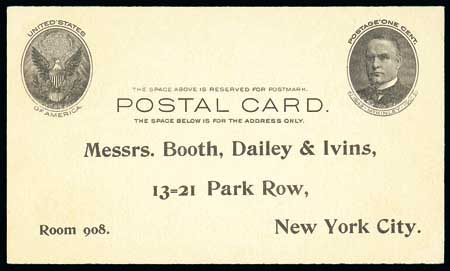 UNITED STATES
OF AMERICA.
POSTAGE ONE CENT.
THE SPACE ABOVE IS RESERVED FOR POSTMARK.
POSTAL CARD.
THE SPACE BELOW IS FOR THE ADDRESS ONLY.
Messrs. Booth, Dailey & Ivins,
13=21 Park Row,
Room 908.
New York City.